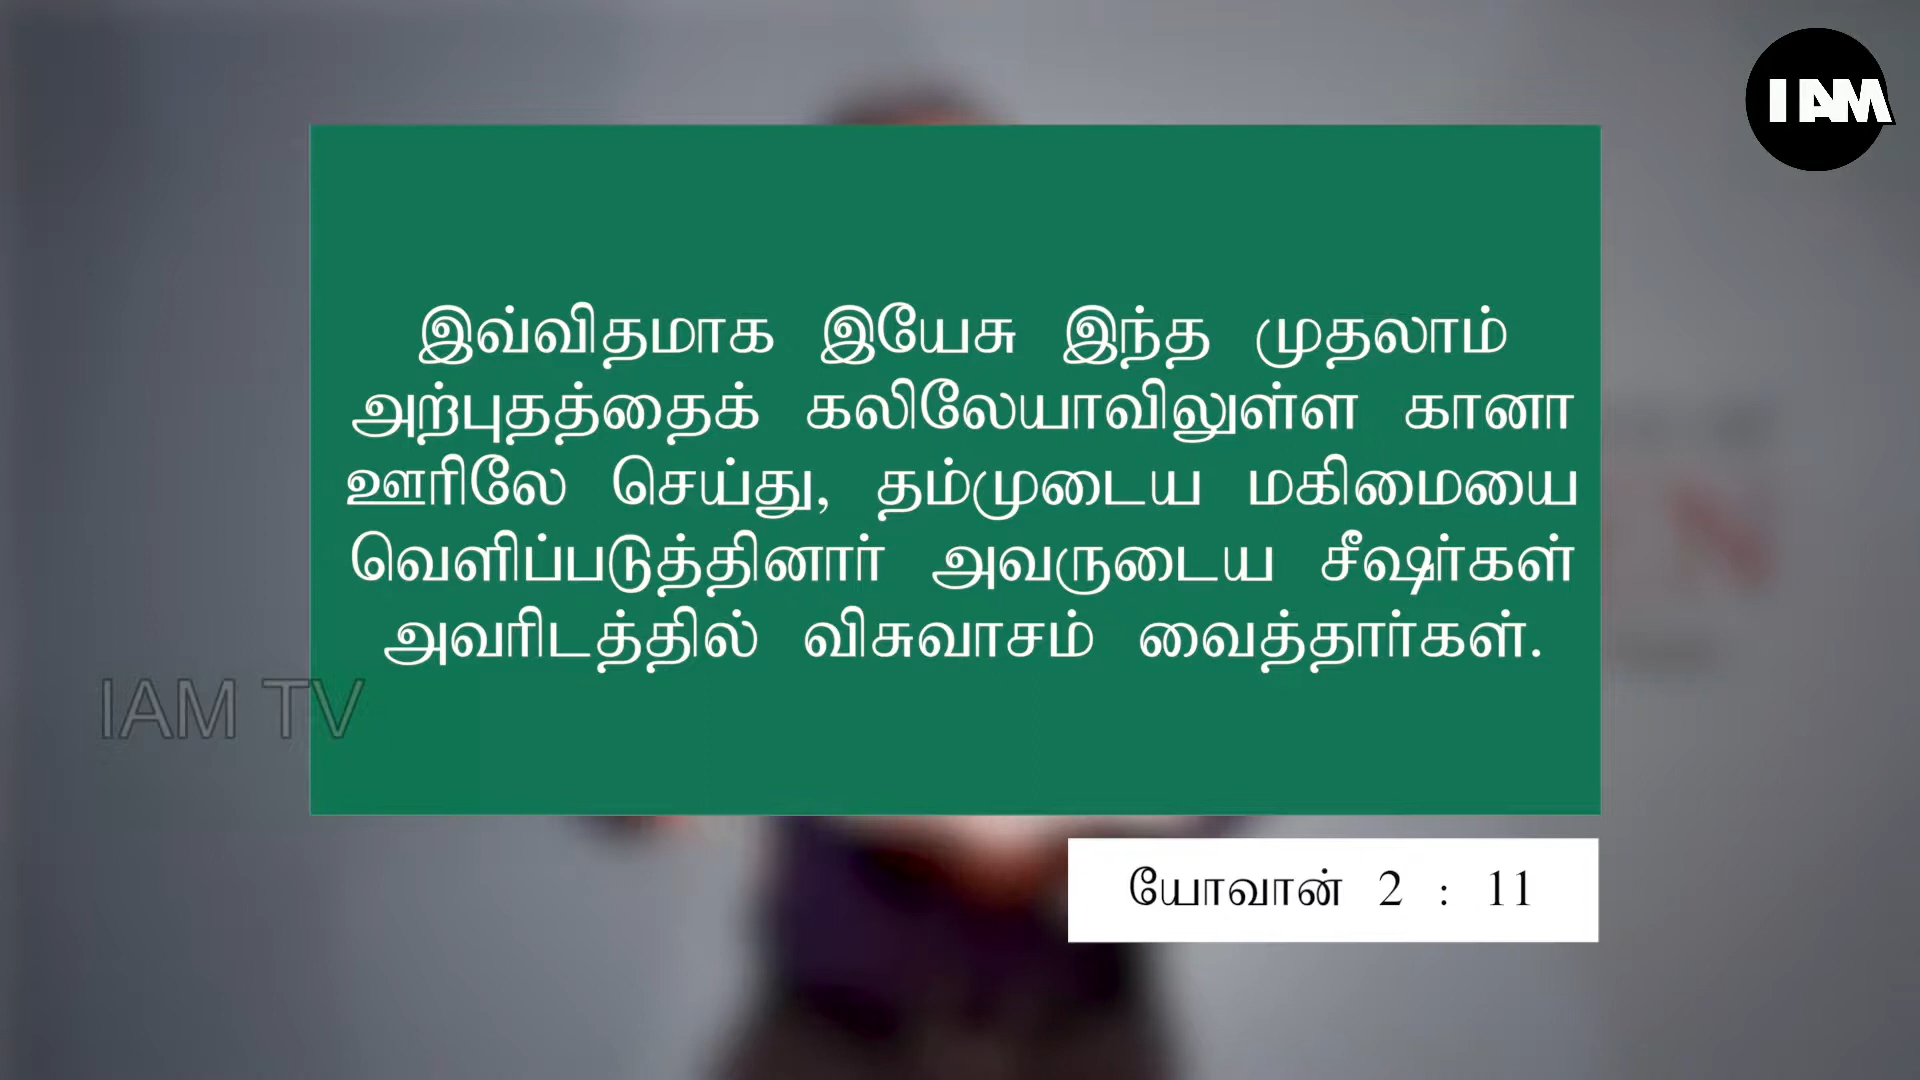 I AM
இவ்விதமாக இயேசு இந்த முதலாம்
அற்புதத்தைக் கலிலேயாவிலுள்ள கானா
ஊரிலே செய்து, தம்முடைய மகிமையை
வெளிப்படுத்தினார் அவருடைய சீஷர்கள்
அவரிடத்தில் விசுவாசம் வைத்தார்கள்.
IAM TV
யோவான் 2 : 11